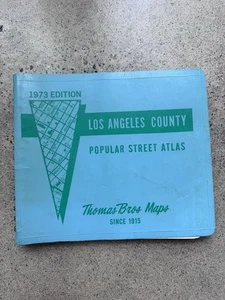 1973 EDITION
LOS ANGELES COUNTY
POPULAR STREET ATLAS
Thomas Bros Maps
SINCE 1915